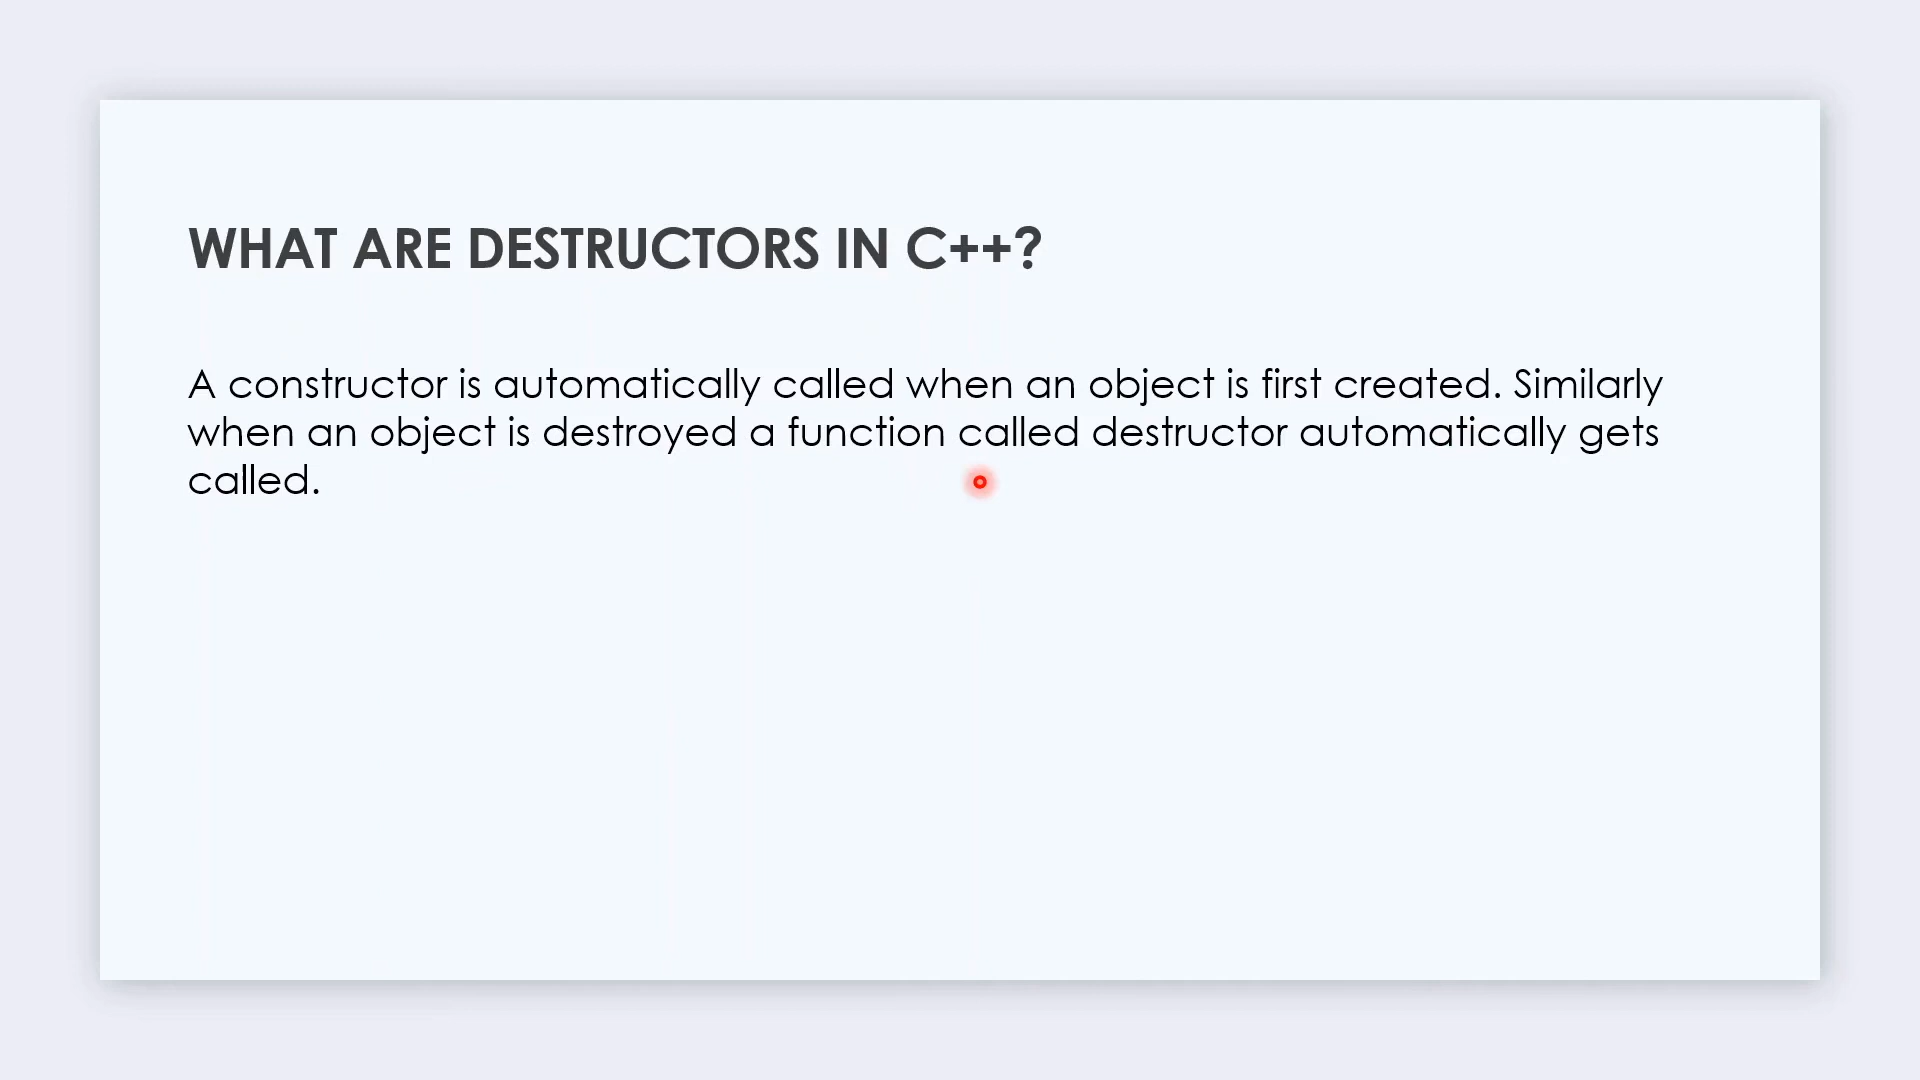 WHAT ARE DESTRUCTORS IN C++?
A constructor is automatically called when an object is first created. Similarly
when an object is destroyed a function called destructor automatically gets
called.